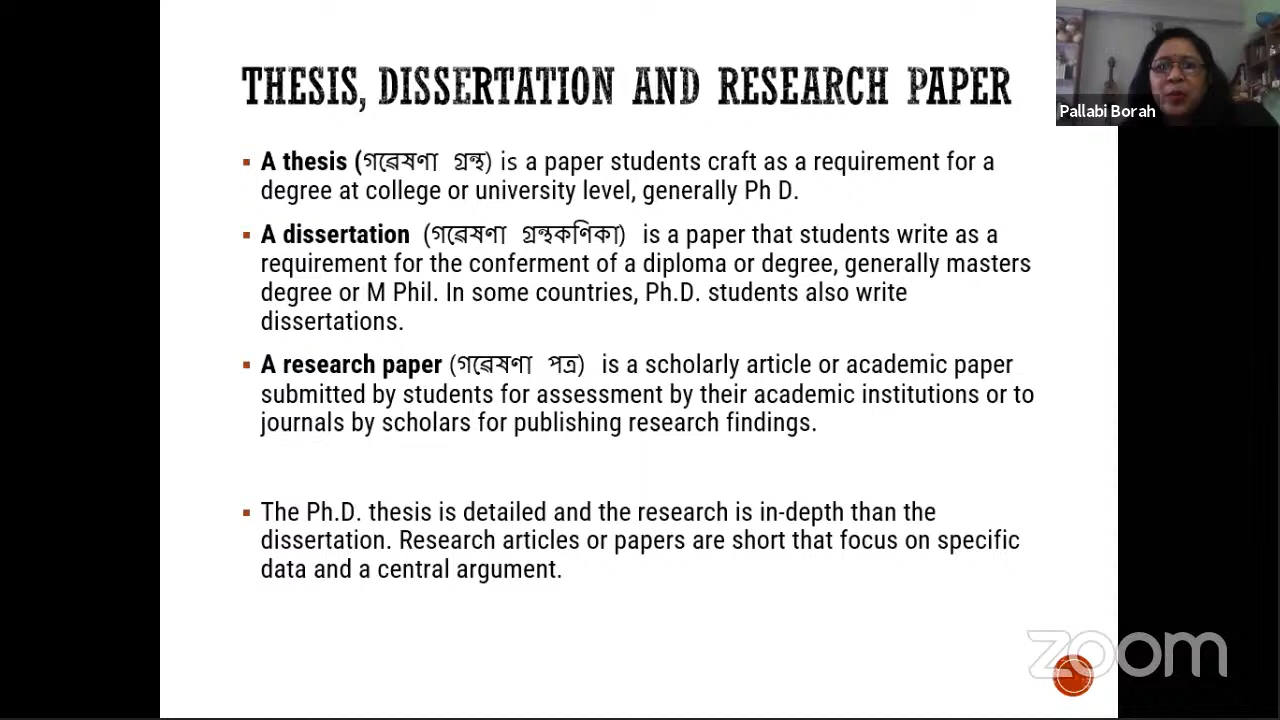 THESIS, DISSERTATION AND RESEARCH PAPER
Pallabi Borah
▪ A thesis (গৱেষণা গ্ৰন্থ) is a paper students craft as a requirement for a
degree at college or university level, generally Ph D.
▪ A dissertation (গৱেষণা গ্ৰন্থকণিকা) is a paper that students write as a
requirement for the conferment of a diploma or degree, generally masters
degree or M Phil. In some countries, Ph.D. students also write
dissertations.
▪ A research paper (গৱেষণা পত্ৰ) is a scholarly article or academic paper
submitted by students for assessment by their academic institutions or to
journals by scholars for publishing research findings.
▪ The Ph.D. thesis is detailed and the research is in-depth than the
dissertation. Research articles or papers are short that focus on specific
data and a central argument.
zoom